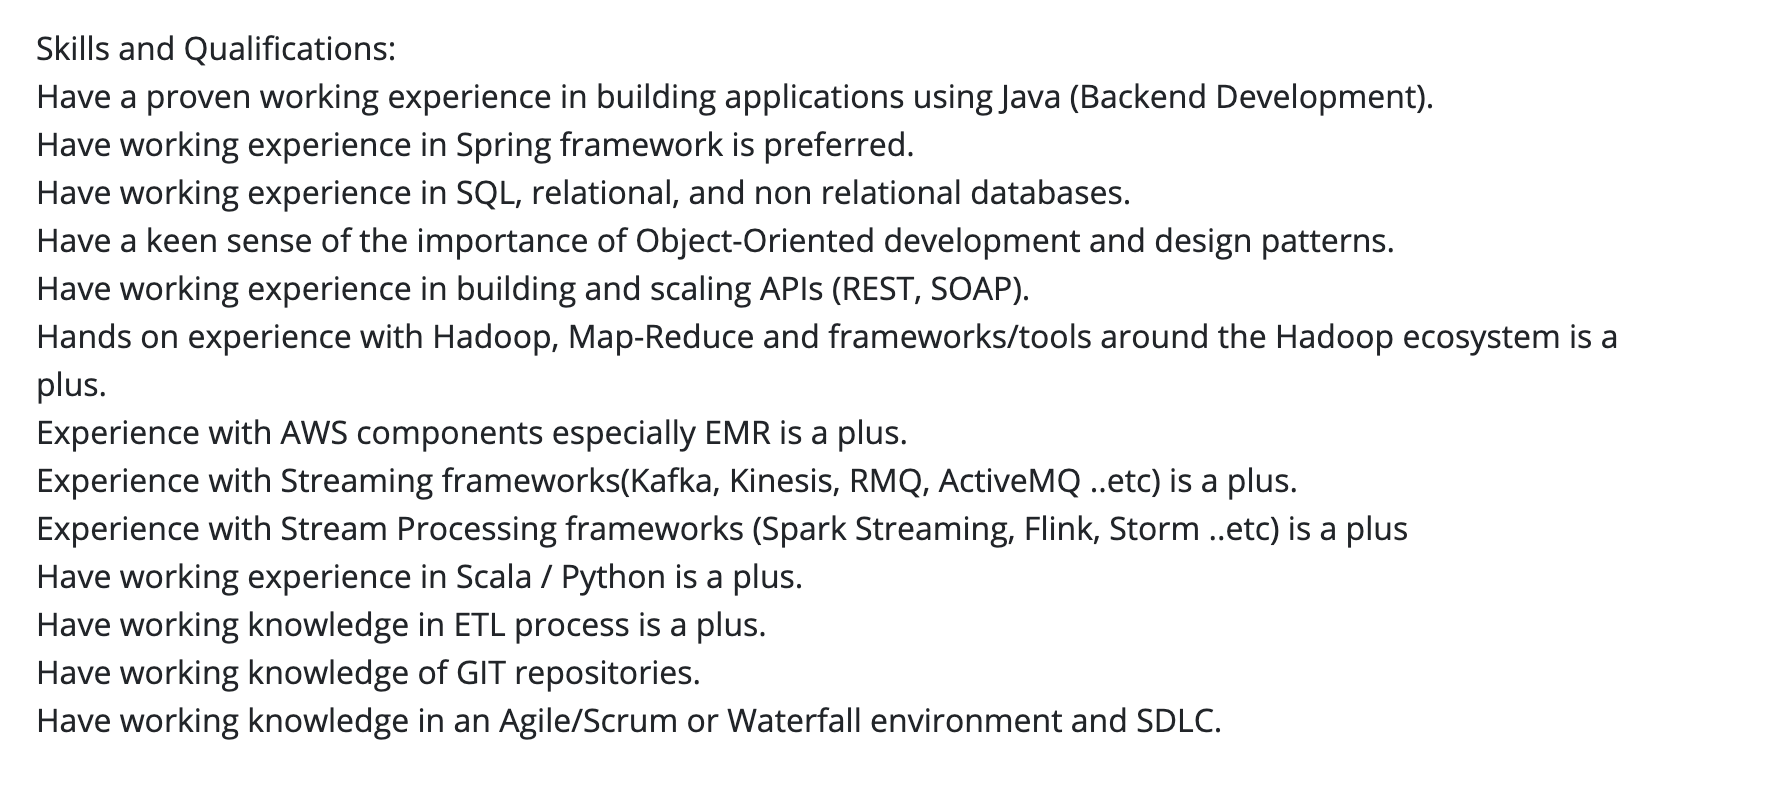 Skills and Qualifications:
Have a proven working experience in building applications using Java (Backend Development).
Have working experience in Spring framework is preferred.
Have working experience in SQL, relational, and non relational databases.
Have a keen sense of the importance of Object-Oriented development and design patterns.
Have working experience in building and scaling APIs (REST, SOAP).
Hands on experience with Hadoop, Map-Reduce and frameworks/tools around the Hadoop ecosystem is a
plus.
Experience with AWS components especially EMR is a plus.
Experience with Streaming frameworks(Kafka, Kinesis, RMQ, ActiveMQ ..etc) is a plus.
Experience with Stream Processing frameworks (Spark Streaming, Flink, Storm ..etc) is a plus
Have working experience in Scala / Python is a plus.
Have working knowledge in ETL process is a plus.
Have working knowledge of GIT repositories.
Have working knowledge in an Agile/Scrum or Waterfall environment and SDLC.